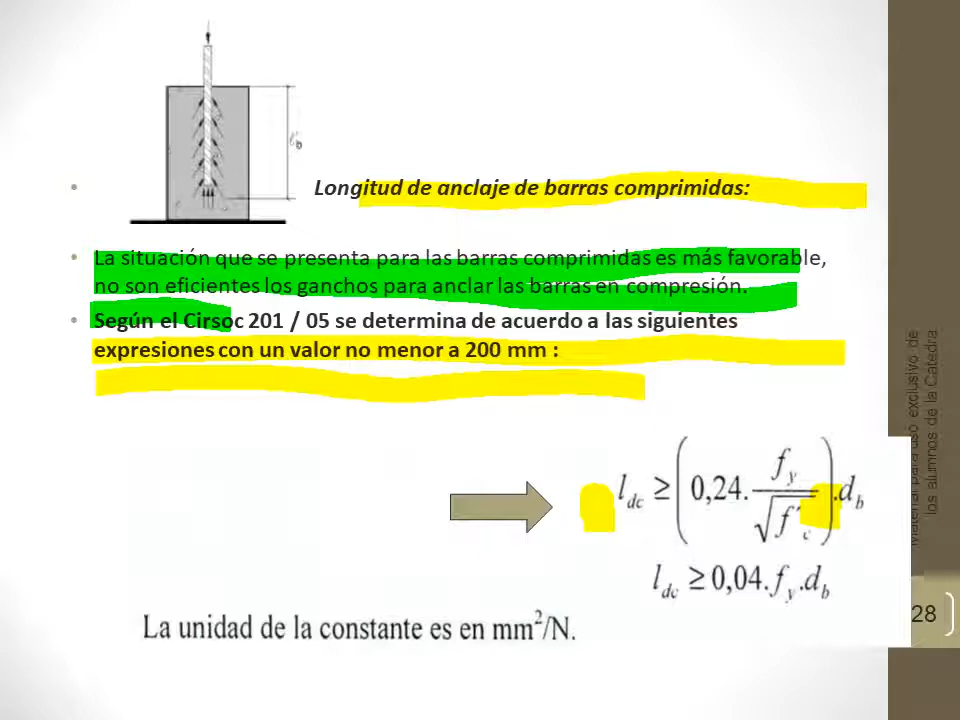 ℓ'b
Longitud de anclaje de barras comprimidas:
• La situación que se presenta para las barras comprimidas es más favorable,
no son eficientes los ganchos para anclar las barras en compresión.
• Según el Cirsoc 201 / 05 se determina de acuerdo a las siguientes
expresiones con un valor no menor a 200 mm :
l_dc ≥ (0,24. f_y / √f'_c) .d_b
l_dc ≥ 0,04.f_y.d_b
La unidad de la constante es en mm²/N.
Material para uso exclusivo de
los alumnos de la Catedra
28